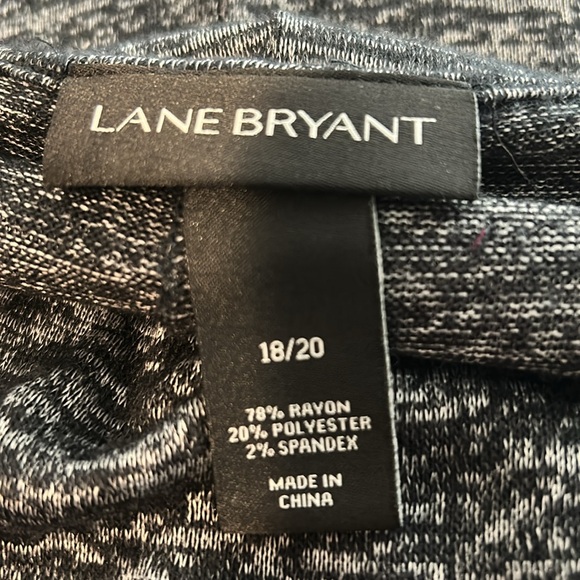 LANE BRYANT
18/20
78% RAYON
20% POLYESTER
2% SPANDEX
MADE IN
CHINA